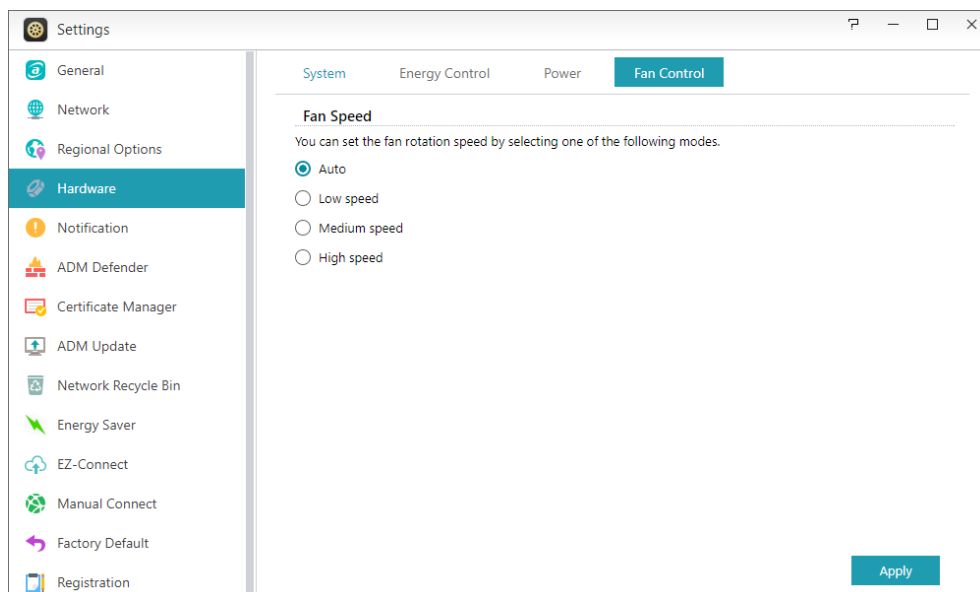 Settings
General
Network
Regional Options
Hardware
Notification
ADM Defender
Certificate Manager
ADM Update
Network Recycle Bin
Energy Saver
EZ-Connect
Manual Connect
Factory Default
Registration
System Energy Control Power Fan Control
Fan Speed
You can set the fan rotation speed by selecting one of the following modes.
Auto
Low speed
Medium speed
High speed
Apply